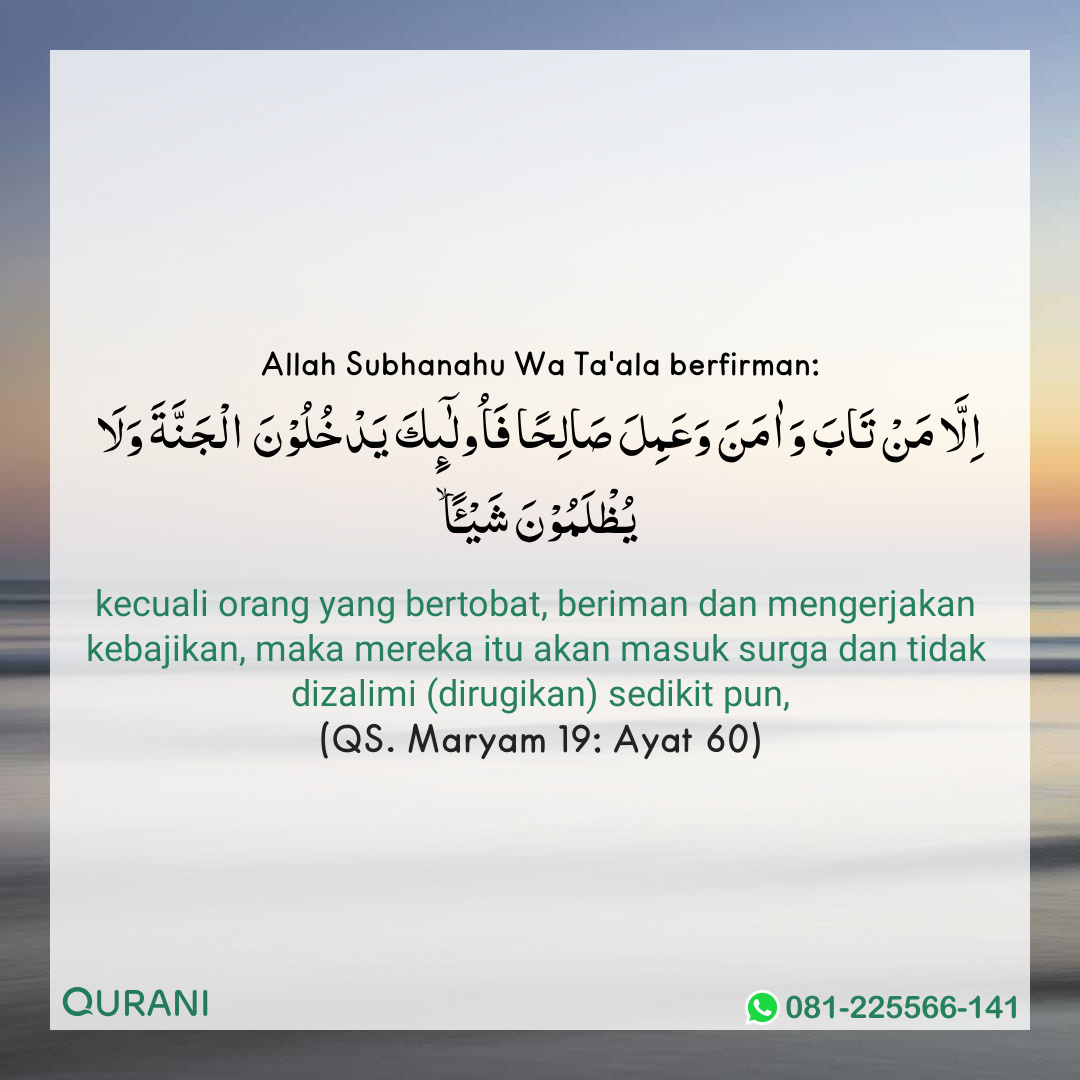 Allah Subhanahu Wa Ta'ala berfirman:
اِلَّا مَنْ تَابَ وَاٰمَنَ وَعَمِلَ صَالِحًا فَاُولٰٓئِكَ يَدْخُلُوْنَ الْجَنَّةَ وَلَا
يُظْلَمُوْنَ شَيْـًٔاۙ
kecuali orang yang bertobat, beriman dan mengerjakan
kebajikan, maka mereka itu akan masuk surga dan tidak
dizalimi (dirugikan) sedikit pun,
(QS. Maryam 19: Ayat 60)
QURANI
081-225566-141